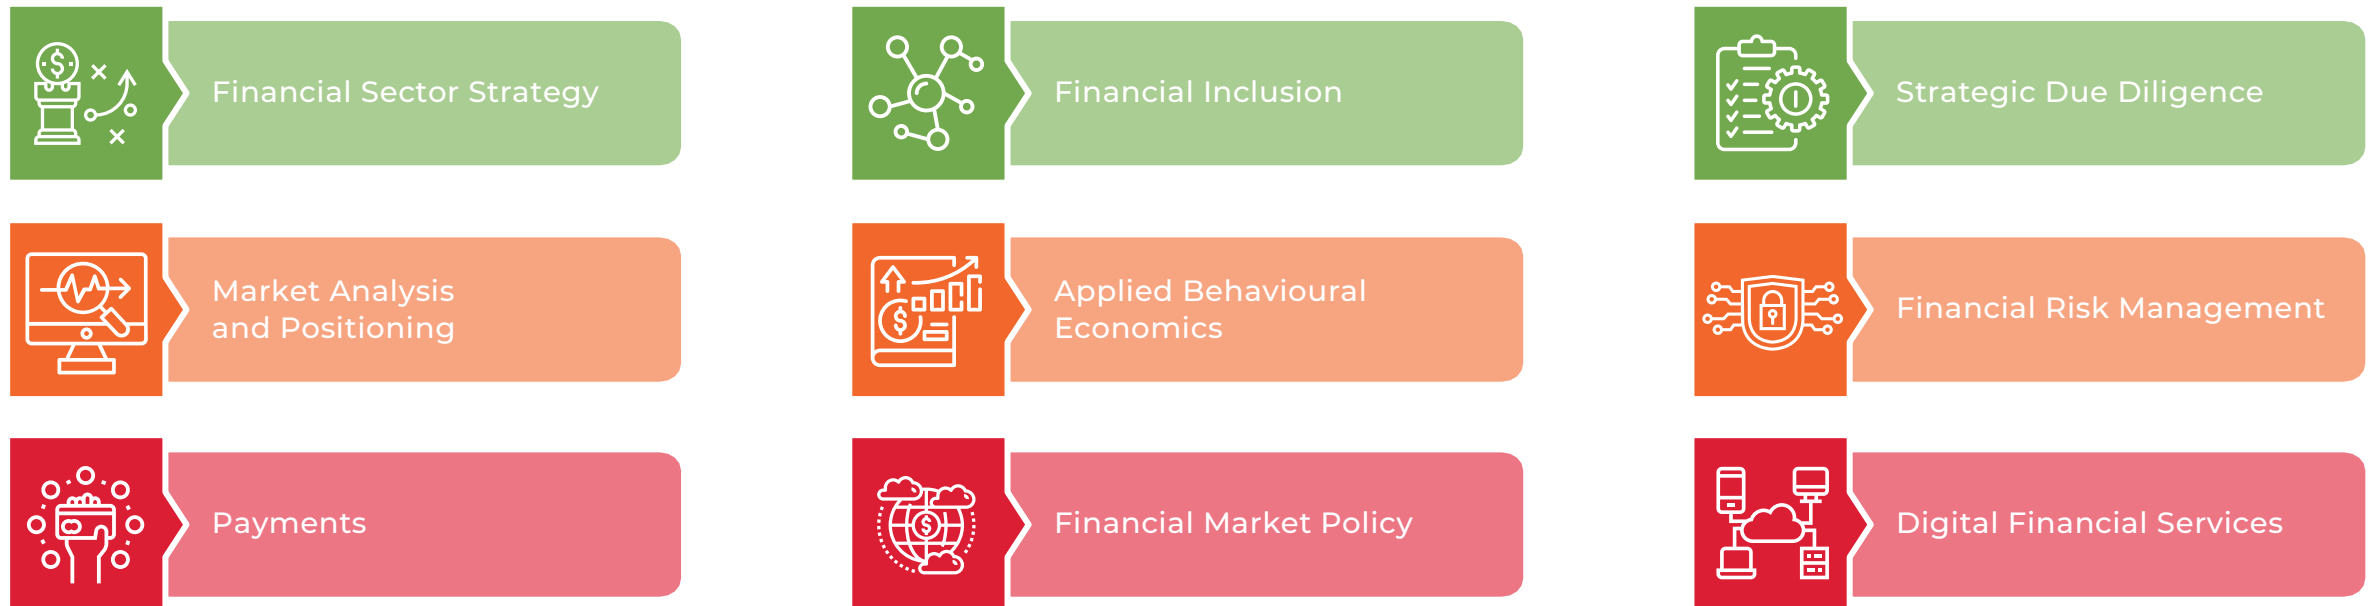 Financial Sector Strategy
Financial Inclusion
Strategic Due Diligence
Market Analysis
and Positioning
Applied Behavioural
Economics
Financial Risk Management
Payments
Financial Market Policy
Digital Financial Services